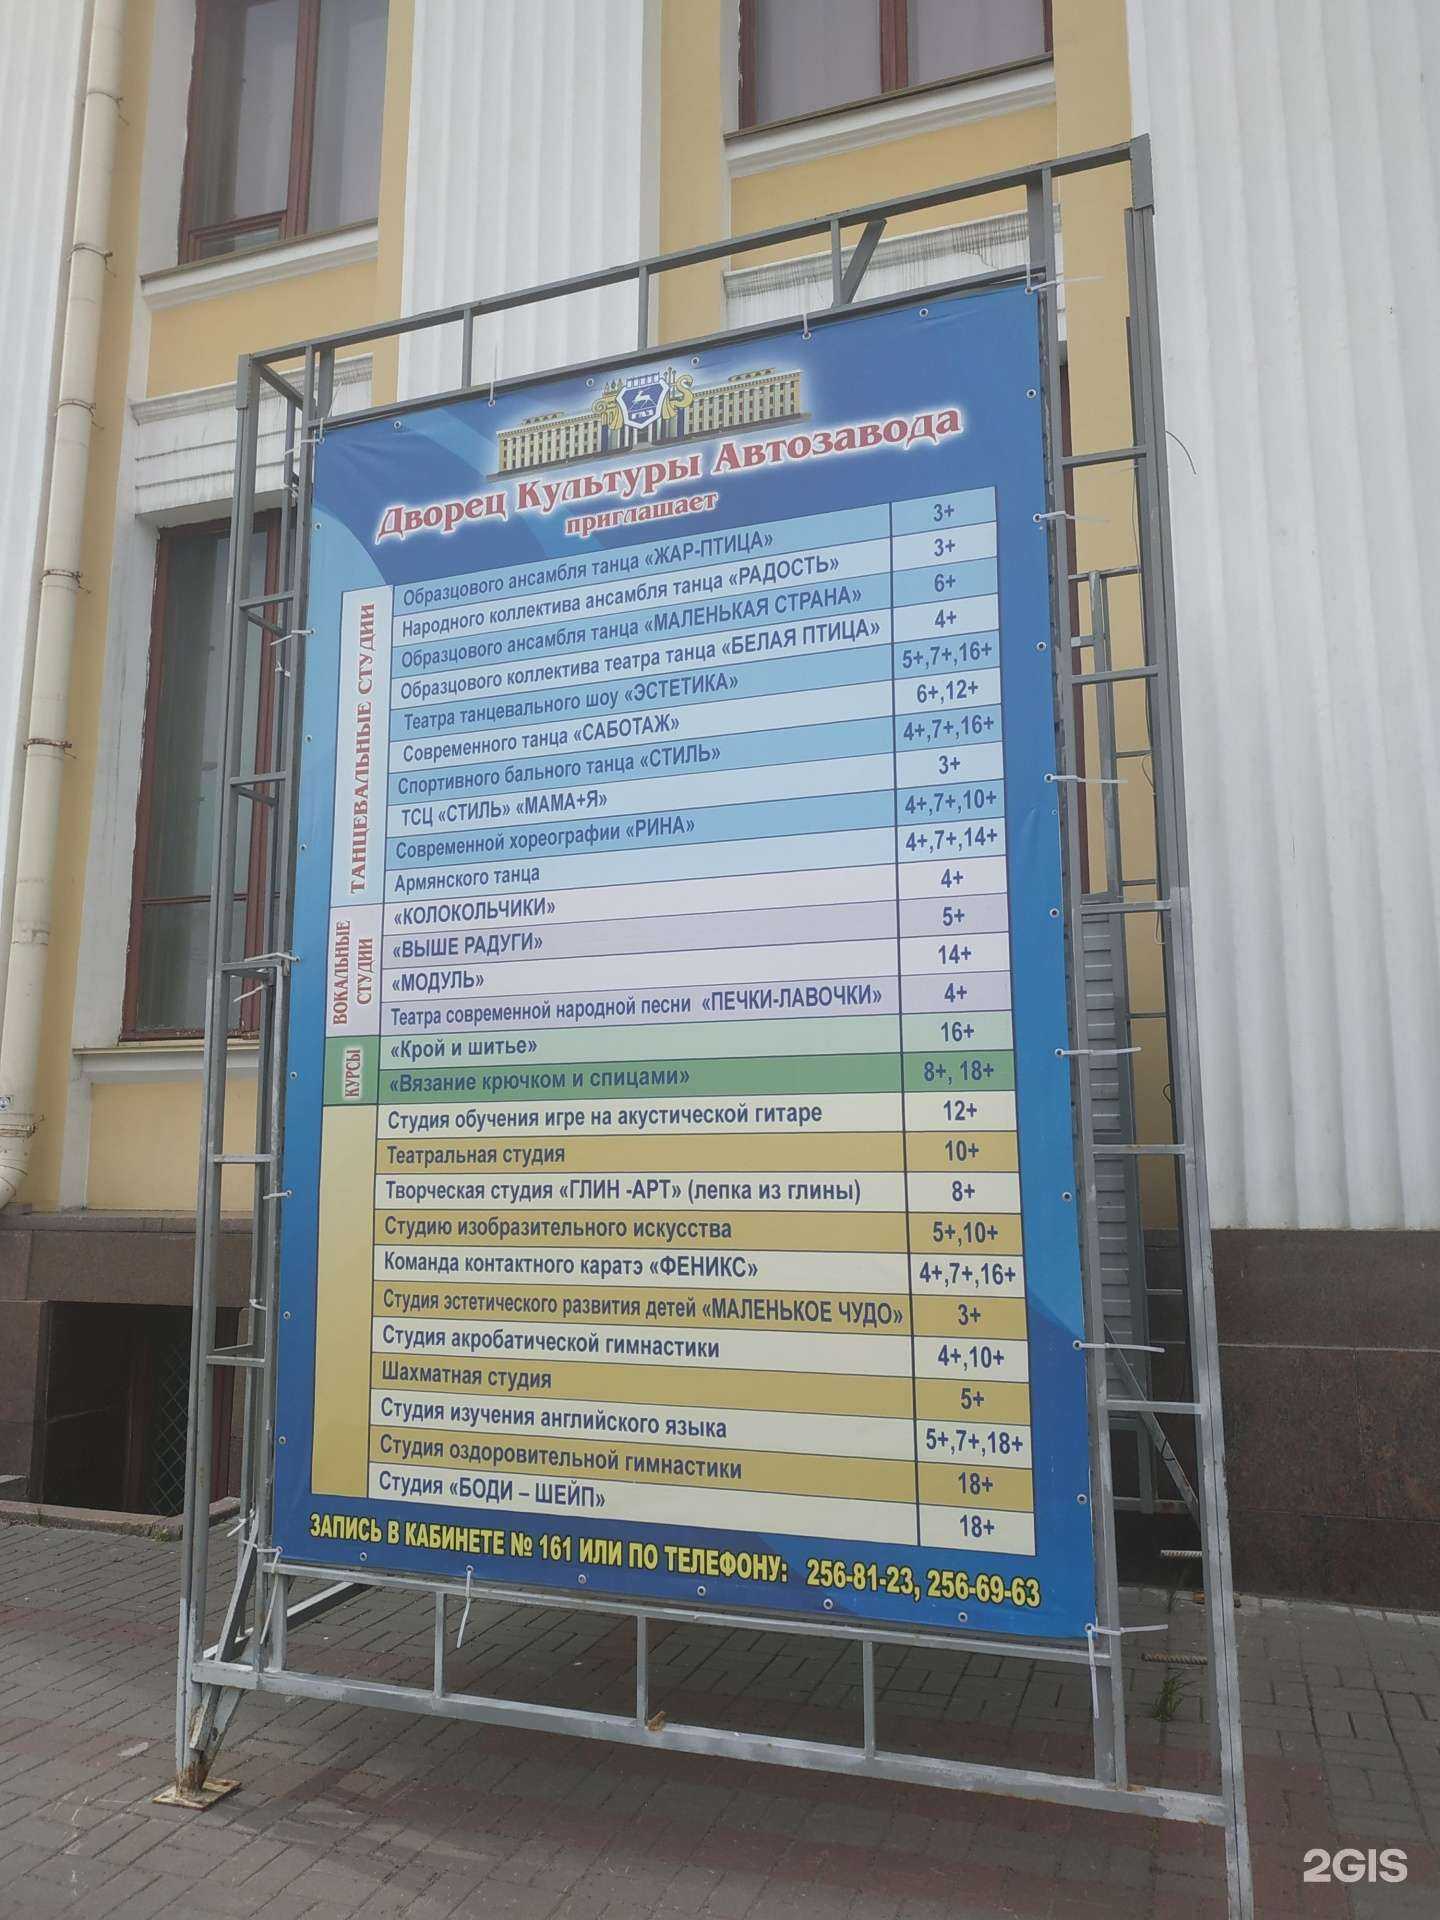 ГАЗ
Дворец Культуры Автозавода
приглашает
ТАНЦЕВАЛЬНЫЕ СТУДИИ
Образцового ансамбля танца «ЖАР-ПТИЦА» 3+
Народного коллектива ансамбля танца «РАДОСТЬ» 3+
Образцового ансамбля танца «МАЛЕНЬКАЯ СТРАНА» 6+
Образцового коллектива театра танца «БЕЛАЯ ПТИЦА» 4+
Театра танцевального шоу «ЭСТЕТИКА» 5+,7+,16+
Современного танца «САБОТАЖ» 6+,12+
Спортивного бального танца «СТИЛЬ» 4+,7+,16+
ТСЦ «СТИЛЬ» «МАМА+Я» 3+
Современной хореографии «РИНА» 4+,7+,10+
Армянского танца 4+,7+,14+
ВОКАЛЬНЫЕ
СТУДИИ
«КОЛОКОЛЬЧИКИ» 4+
«ВЫШЕ РАДУГИ» 5+
«МОДУЛЬ» 14+
Театра современной народной песни «ПЕЧКИ-ЛАВОЧКИ» 4+
КУРСЫ
«Крой и шитье» 16+
«Вязание крючком и спицами» 8+, 18+
Студия обучения игре на акустической гитаре 12+
Театральная студия 10+
Творческая студия «ГЛИН -АРТ» (лепка из глины) 8+
Студию изобразительного искусства 5+,10+
Команда контактного каратэ «ФЕНИКС» 4+,7+,16+
Студия эстетического развития детей «МАЛЕНЬКОЕ ЧУДО» 3+
Студия акробатической гимнастики 4+,10+
Шахматная студия 5+
Студия изучения английского языка 5+,7+,18+
Студия оздоровительной гимнастики 18+
Студия «БОДИ – ШЕЙП» 18+
ЗАПИСЬ В КАБИНЕТЕ № 161 ИЛИ ПО ТЕЛЕФОНУ: 256-81-23, 256-69-63
2GIS